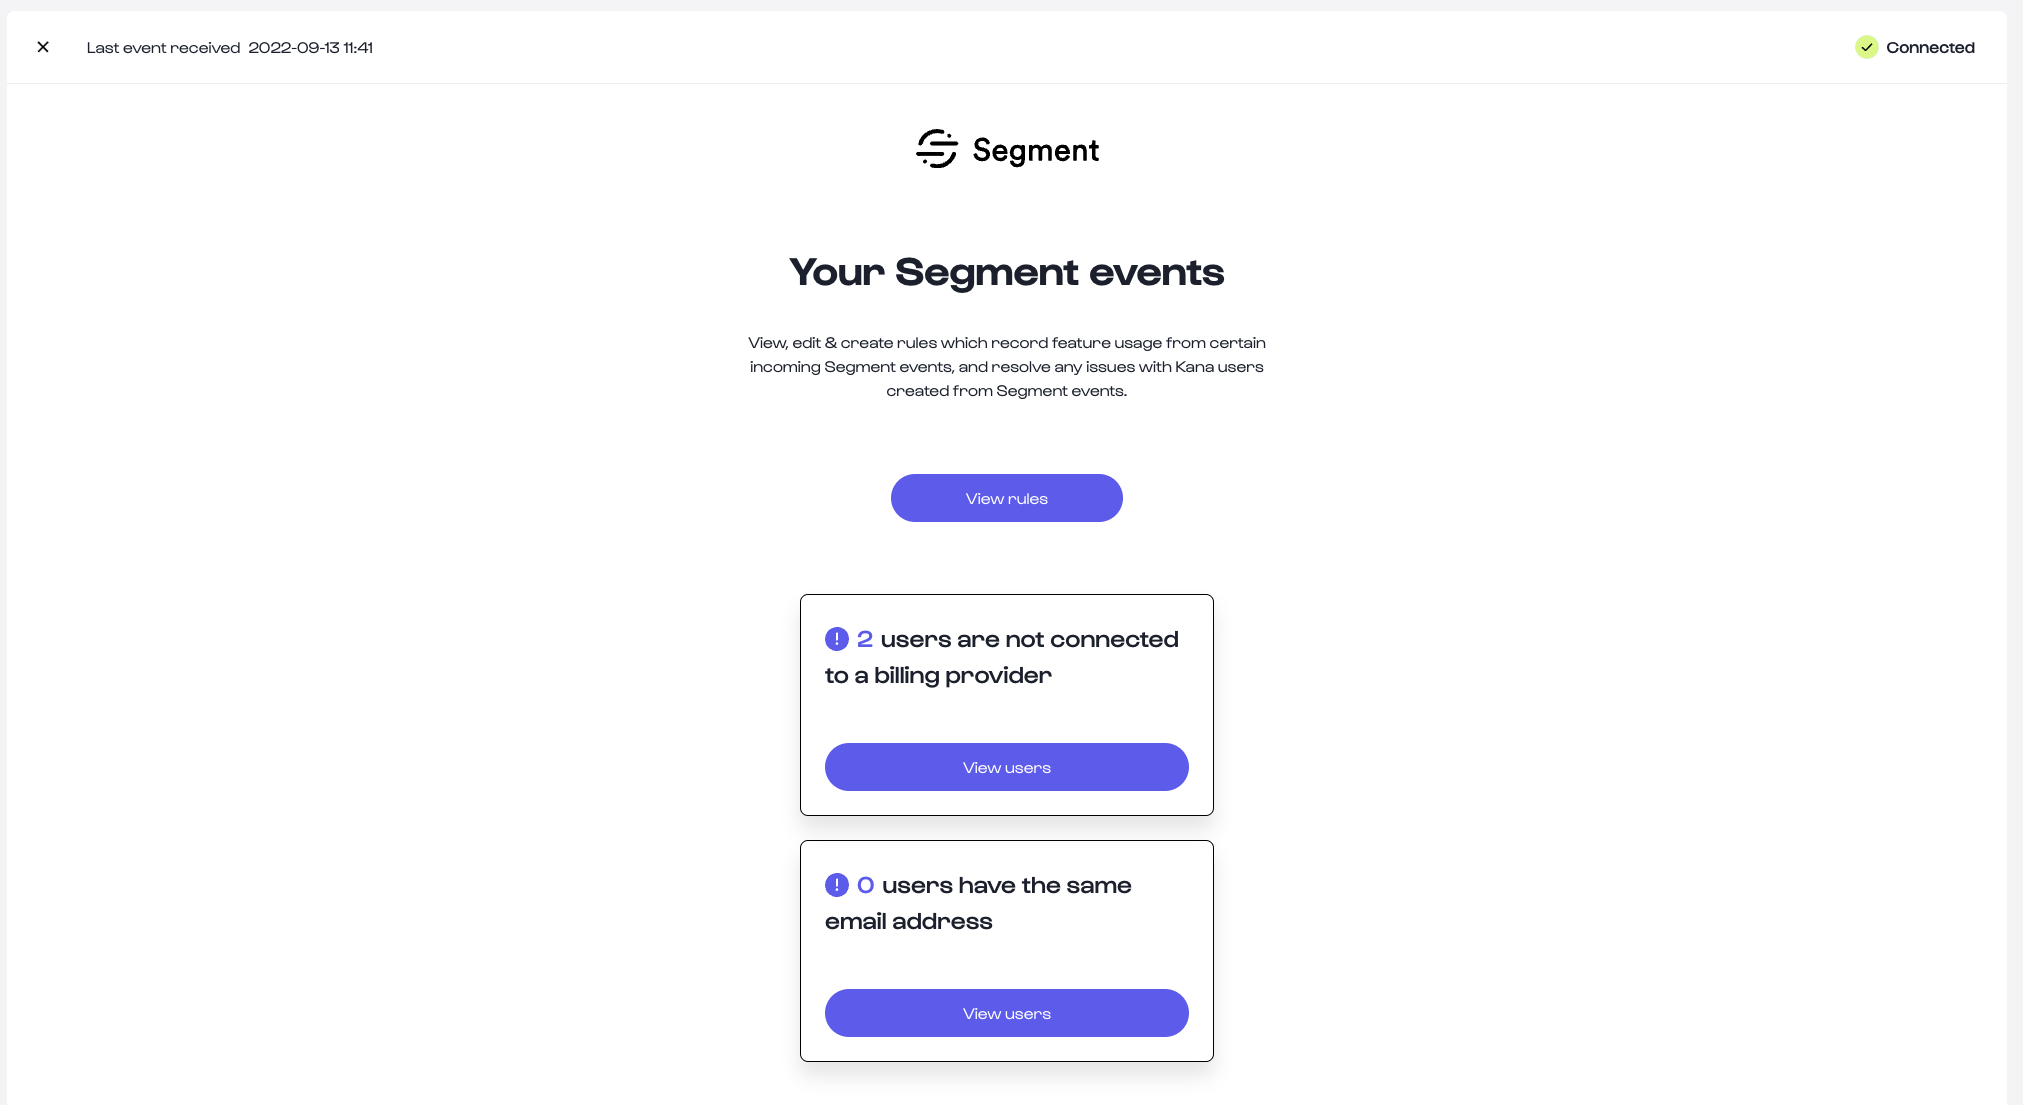 Last event received 2022-09-13 11:41
Connected
Segment
Your Segment events
View, edit & create rules which record feature usage from certain
incoming Segment events, and resolve any issues with Kana users
created from Segment events.
View rules
2 users are not connected
to a billing provider
View users
0 users have the same
email address
View users